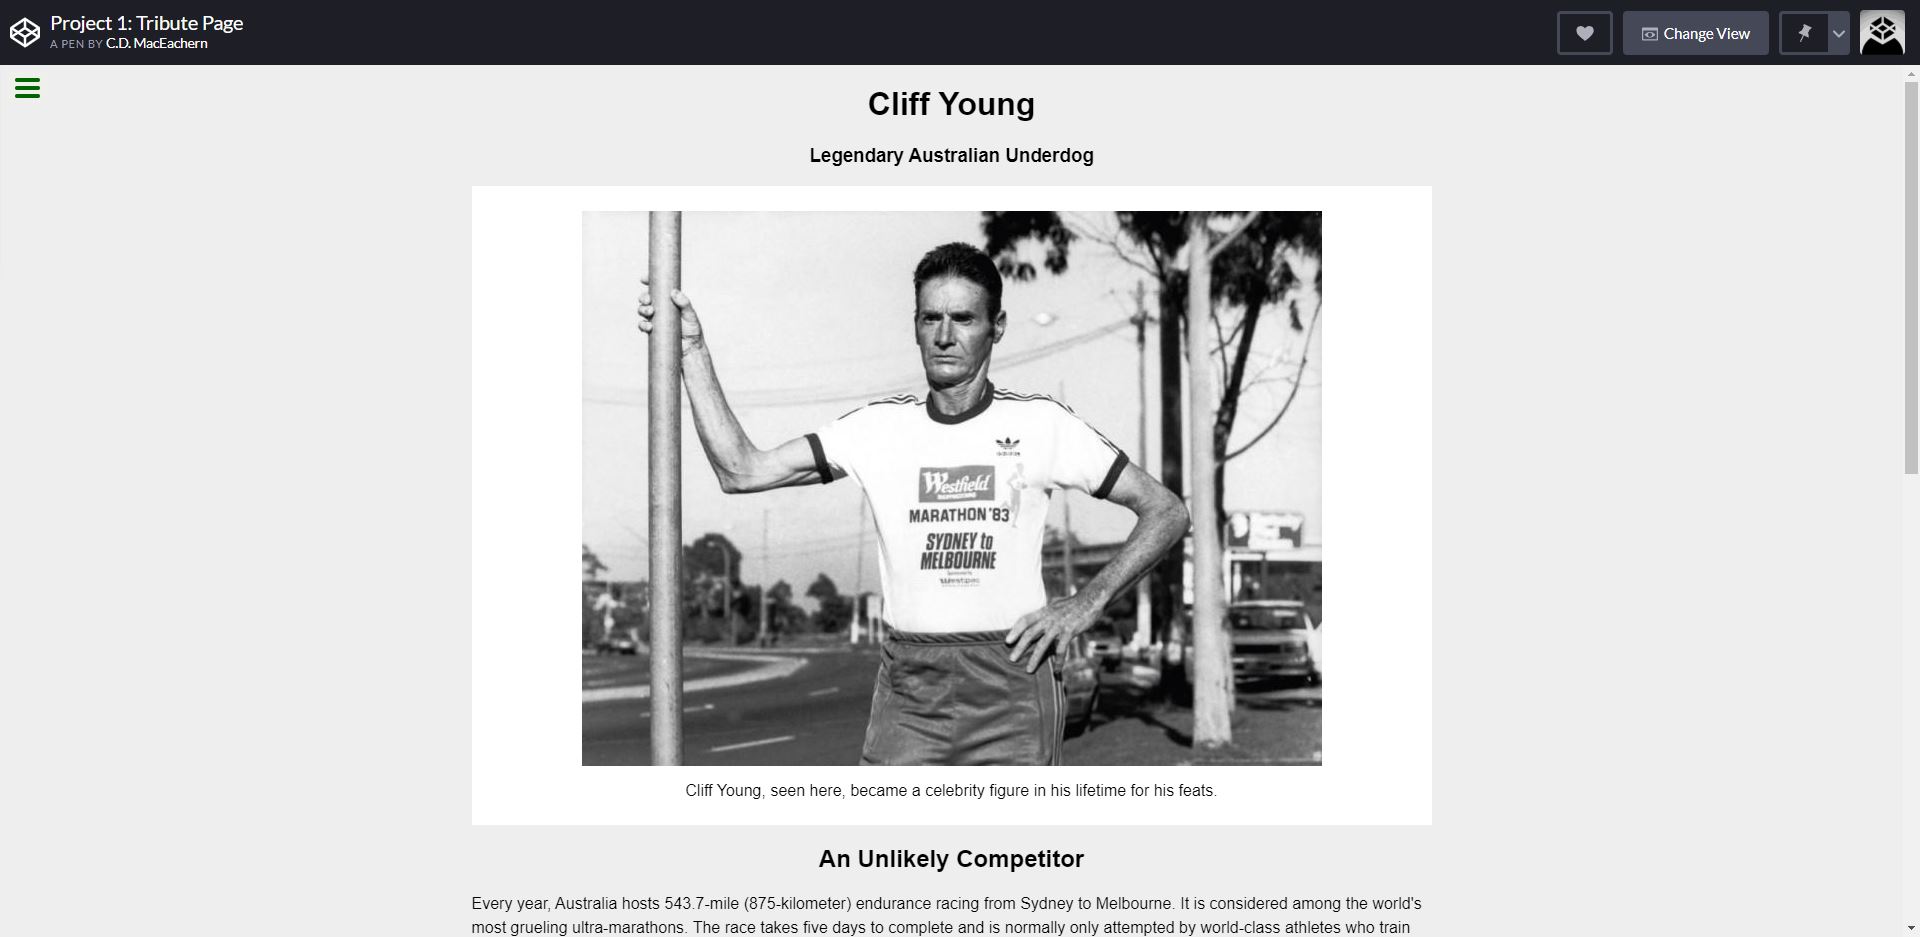 Project 1: Tribute Page
A PEN BY C.D. MacEachern
Change View
Cliff Young
Legendary Australian Underdog
Westfield
MARATHON '83
SYDNEY to
MELBOURNE
Westpac
Cliff Young, seen here, became a celebrity figure in his lifetime for his feats.
An Unlikely Competitor
Every year, Australia hosts 543.7-mile (875-kilometer) endurance racing from Sydney to Melbourne. It is considered among the world's
most grueling ultra-marathons. The race takes five days to complete and is normally only attempted by world-class athletes who train